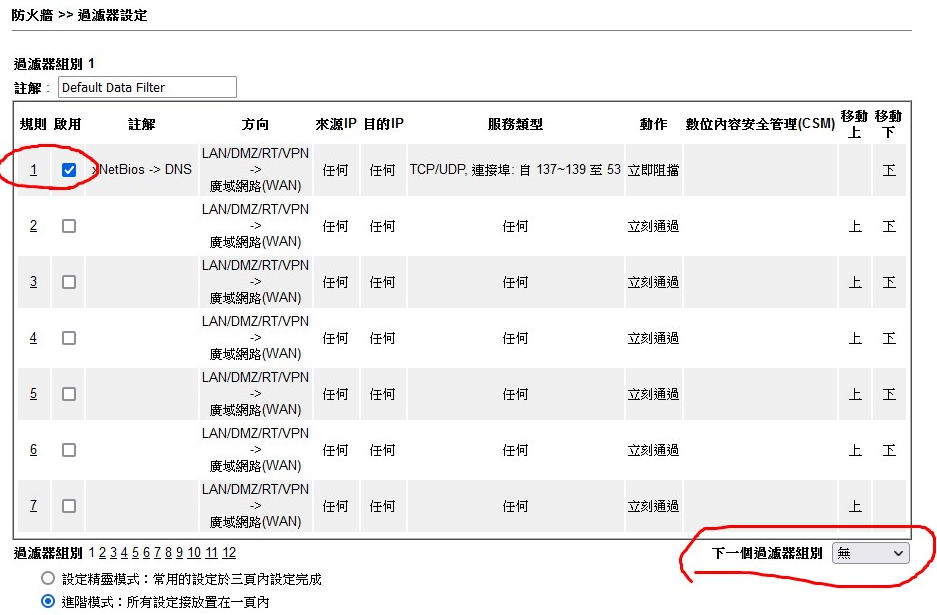 防火牆 >> 過濾器設定
過濾器組別 1
註解 : Default Data Filter
規則 啟用 註解 方向 來源IP 目的IP 服務類型 動作 數位內容安全管理(CSM) 移動上 移動下
1 xNetBios -> DNS LAN/DMZ/RT/VPN -> 廣域網路(WAN) 任何 任何 TCP/UDP, 連接埠: 自 137~139 至 53 立即阻擋 下
2 LAN/DMZ/RT/VPN -> 廣域網路(WAN) 任何 任何 任何 立刻通過 上 下
3 LAN/DMZ/RT/VPN -> 廣域網路(WAN) 任何 任何 任何 立刻通過 上 下
4 LAN/DMZ/RT/VPN -> 廣域網路(WAN) 任何 任何 任何 立刻通過 上 下
5 LAN/DMZ/RT/VPN -> 廣域網路(WAN) 任何 任何 任何 立刻通過 上 下
6 LAN/DMZ/RT/VPN -> 廣域網路(WAN) 任何 任何 任何 立刻通過 上 下
7 LAN/DMZ/RT/VPN -> 廣域網路(WAN) 任何 任何 任何 立刻通過 上
過濾器組別 1 2 3 4 5 6 7 8 9 10 11 12 下一個過濾器組別 無
設定精靈模式：常用的設定於三頁內設定完成
進階模式：所有設定接放置在一頁內